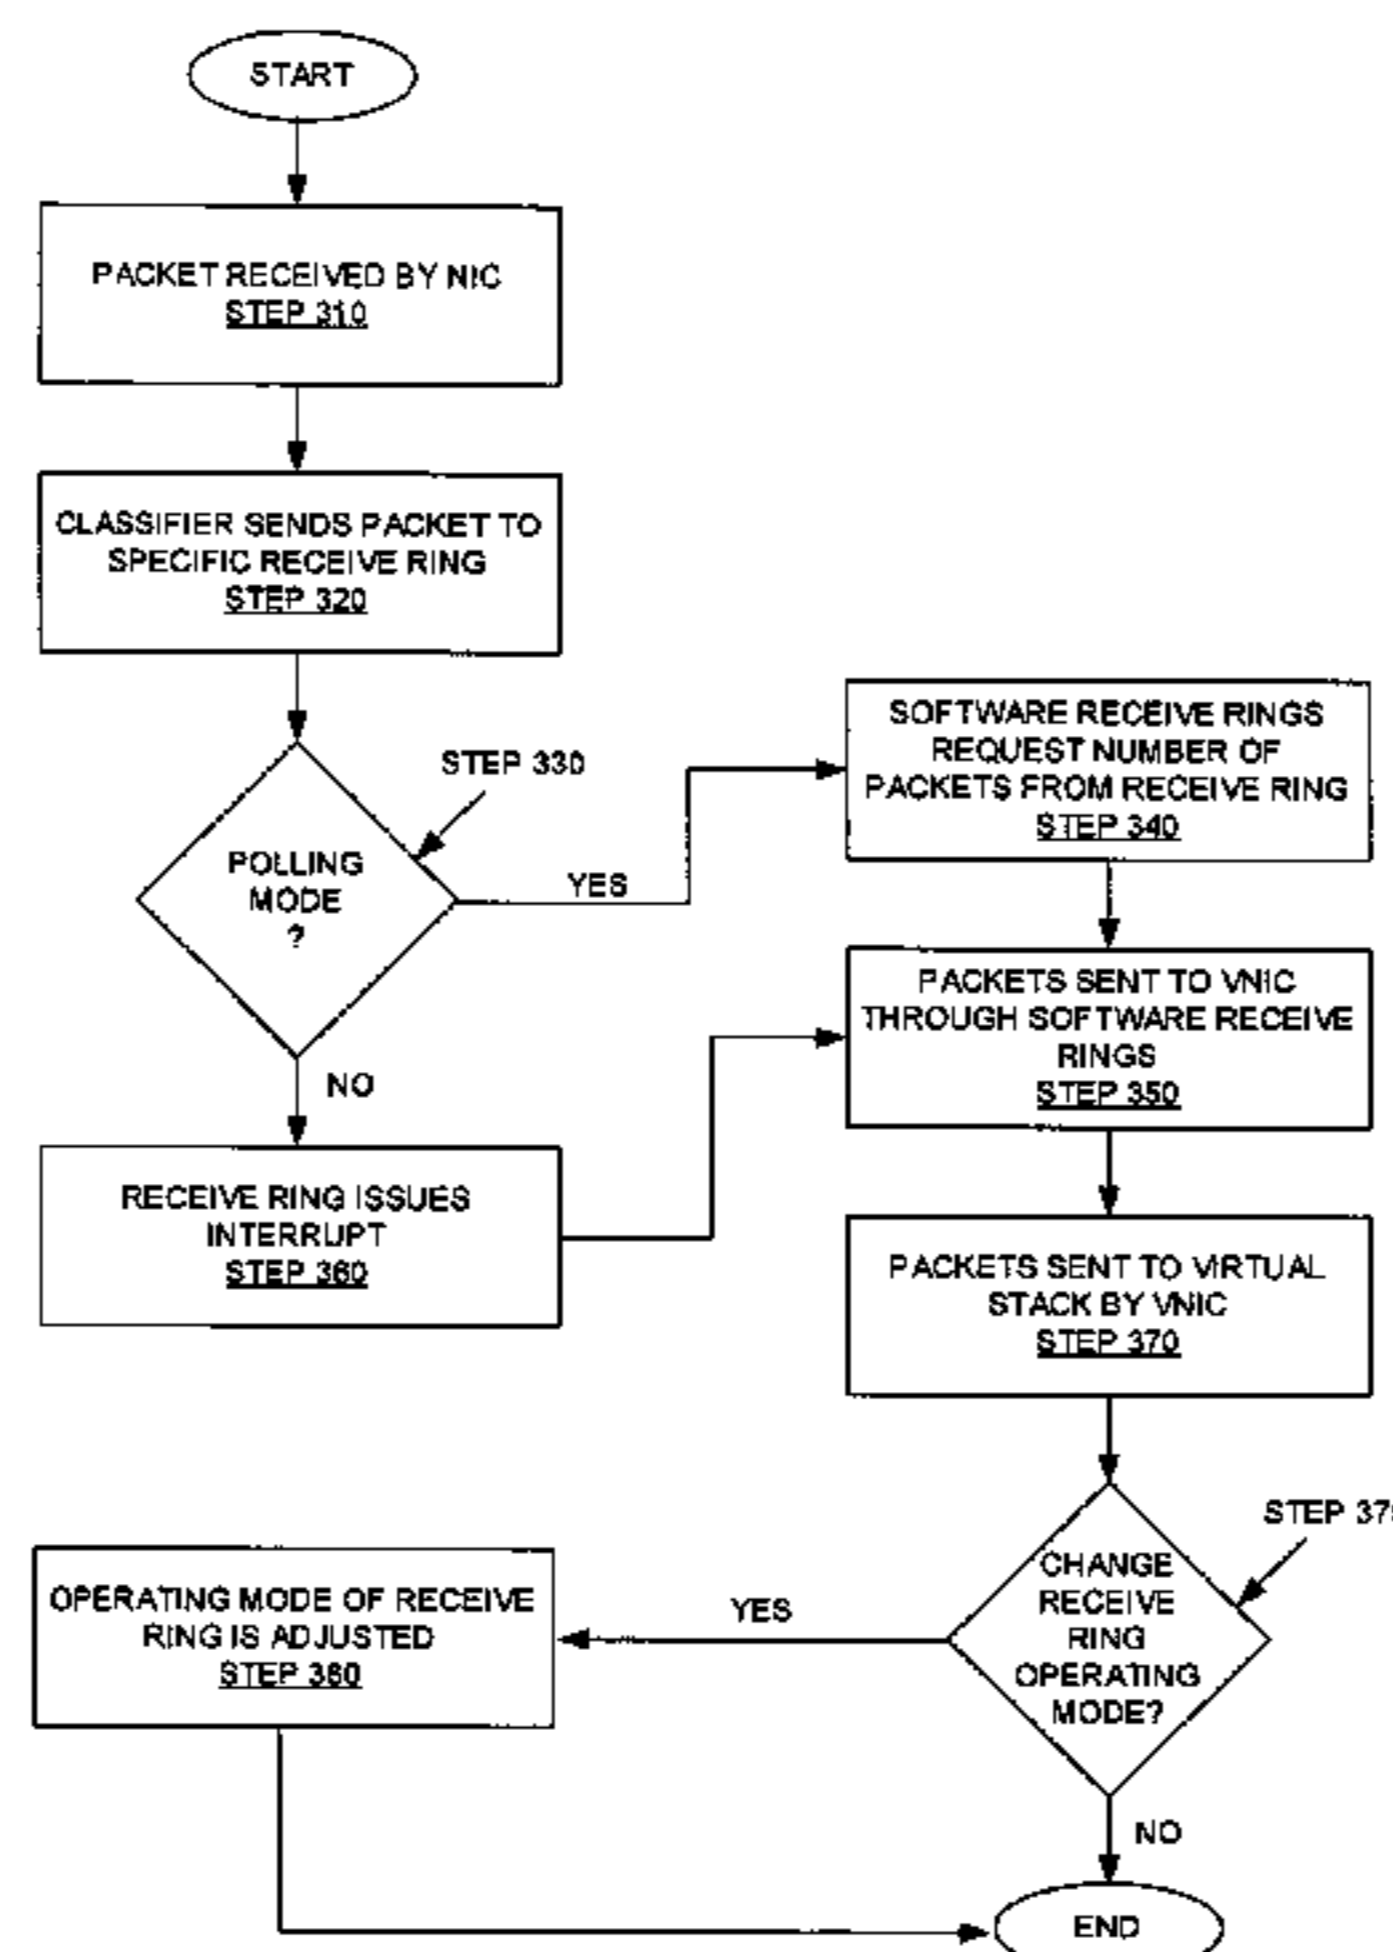 START
PACKET RECEIVED BY NIC
STEP 310
CLASSIFIER SENDS PACKET TO
SPECIFIC RECEIVE RING
STEP 320
STEP 330
POLLING
MODE
?
YES
NO
SOFTWARE RECEIVE RINGS
REQUEST NUMBER OF
PACKETS FROM RECEIVE RING
STEP 340
PACKETS SENT TO VNIC
THROUGH SOFTWARE RECEIVE
RINGS
STEP 350
RECEIVE RING ISSUES
INTERRUPT
STEP 360
PACKETS SENT TO VIRTUAL
STACK BY VNIC
STEP 370
STEP
CHANGE
RECEIVE
RING
OPERATING
MODE?
YES
OPERATING MODE OF RECEIVE
RING IS ADJUSTED
STEP
NO
END